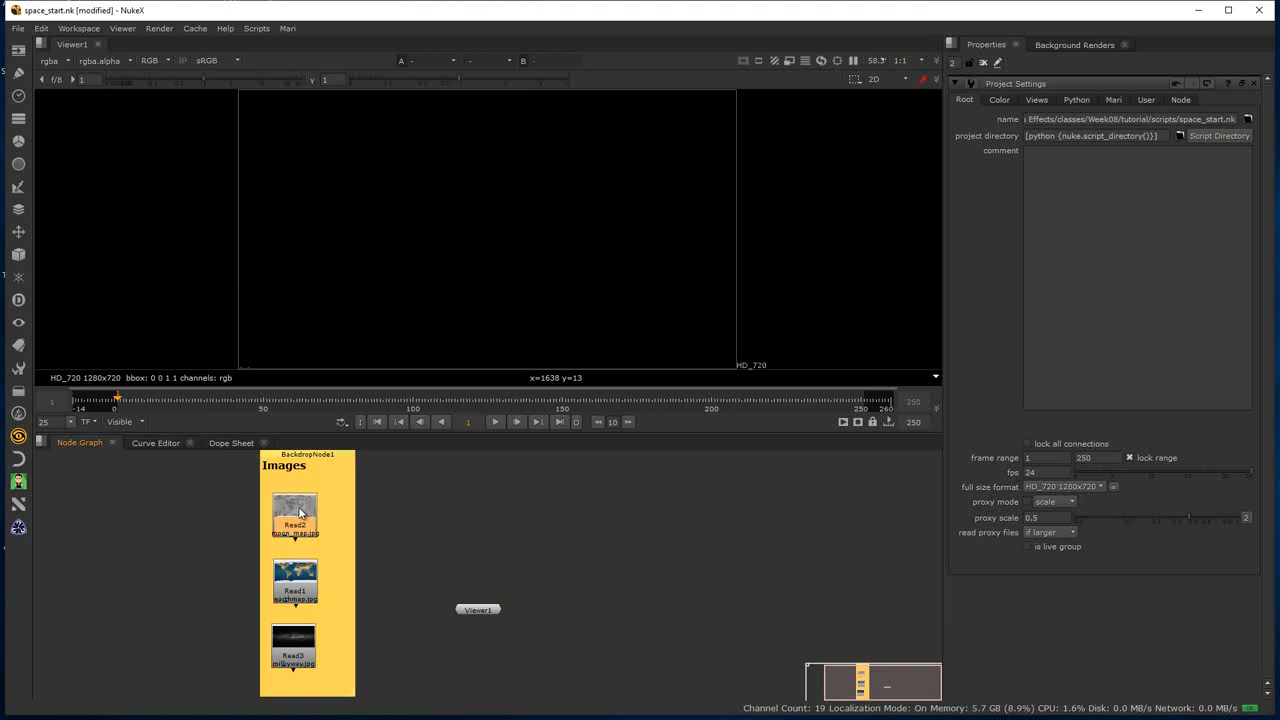 space_start.nk [modified] - NukeX
File Edit Workspace Viewer Render Cache Help Scripts Mari
Viewer1
rgba rgba.alpha RGB IP sRGB A - - B -
f/8 1 Y 1 2D
58.3 1:1
HD_720
HD_720 1280x720 bbox: 0 0 1 1 channels: rgb x=1638 y=13
1 -14 0 50 100 150 200 250 260 250
25 TF Visible 1 10 250
Node Graph Curve Editor Dope Sheet
BackdropNode1
Images
Read2
moon_map.jpg
Read1
earthmap.jpg
Read3
milkyway.jpg
Viewer1
Properties Background Renders
2
Project Settings
Root Color Views Python Mari User Node
name Effects/classes/Week08/tutorial/scripts/space_start.nk
project directory [python {nuke.script_directory()}] Script Directory
comment
lock all connections
frame range 1 250 lock range
fps 24
full size format HD_720 1280x720 =
proxy mode scale
proxy scale 0.5 2
read proxy files if larger
is live group
Channel Count: 19 Localization Mode: On Memory: 5.7 GB (8.9%) CPU: 1.6% Disk: 0.0 MB/s Network: 0.0 MB/s